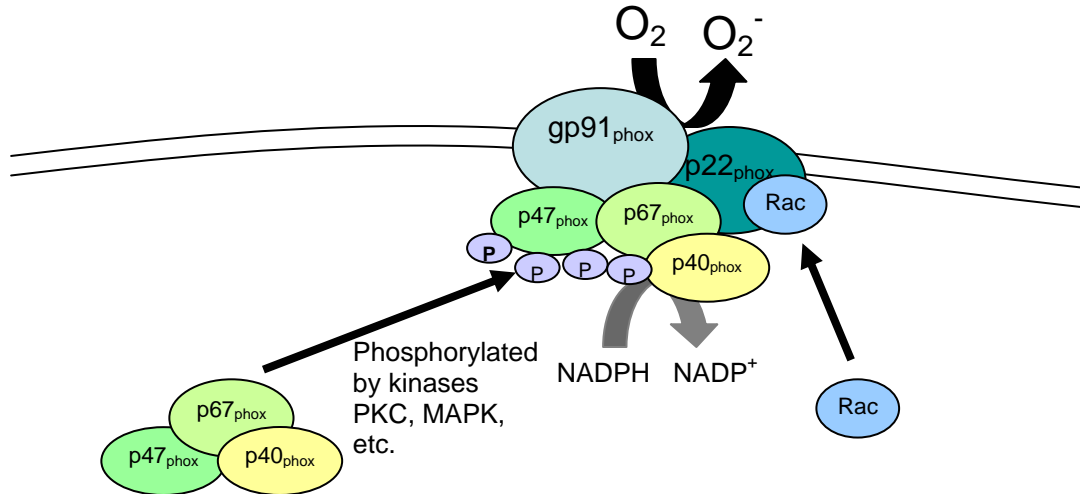 O₂ O₂⁻
gp91phox
p22phox
Rac
p47phox p67phox
p40phox
P
P P P
Phosphorylated
by kinases
PKC, MAPK,
etc.
NADPH NADP⁺
Rac
p67phox
p47phox p40phox